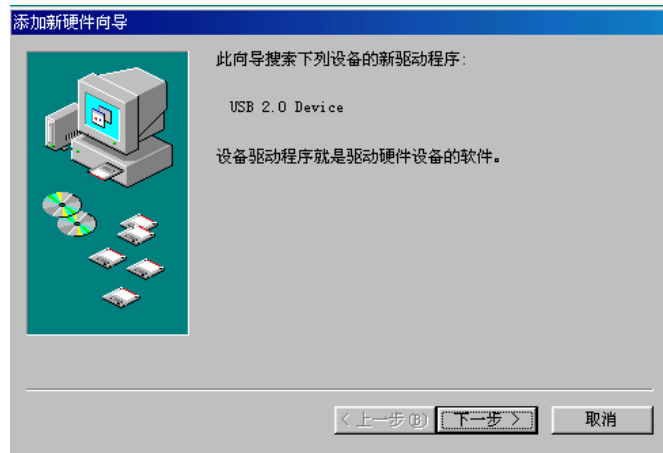 添加新硬件向导
此向导搜索下列设备的新驱动程序:
USB 2.0 Device
设备驱动程序就是驱动硬件设备的软件。
< 上一步(B) 下一步 > 取消